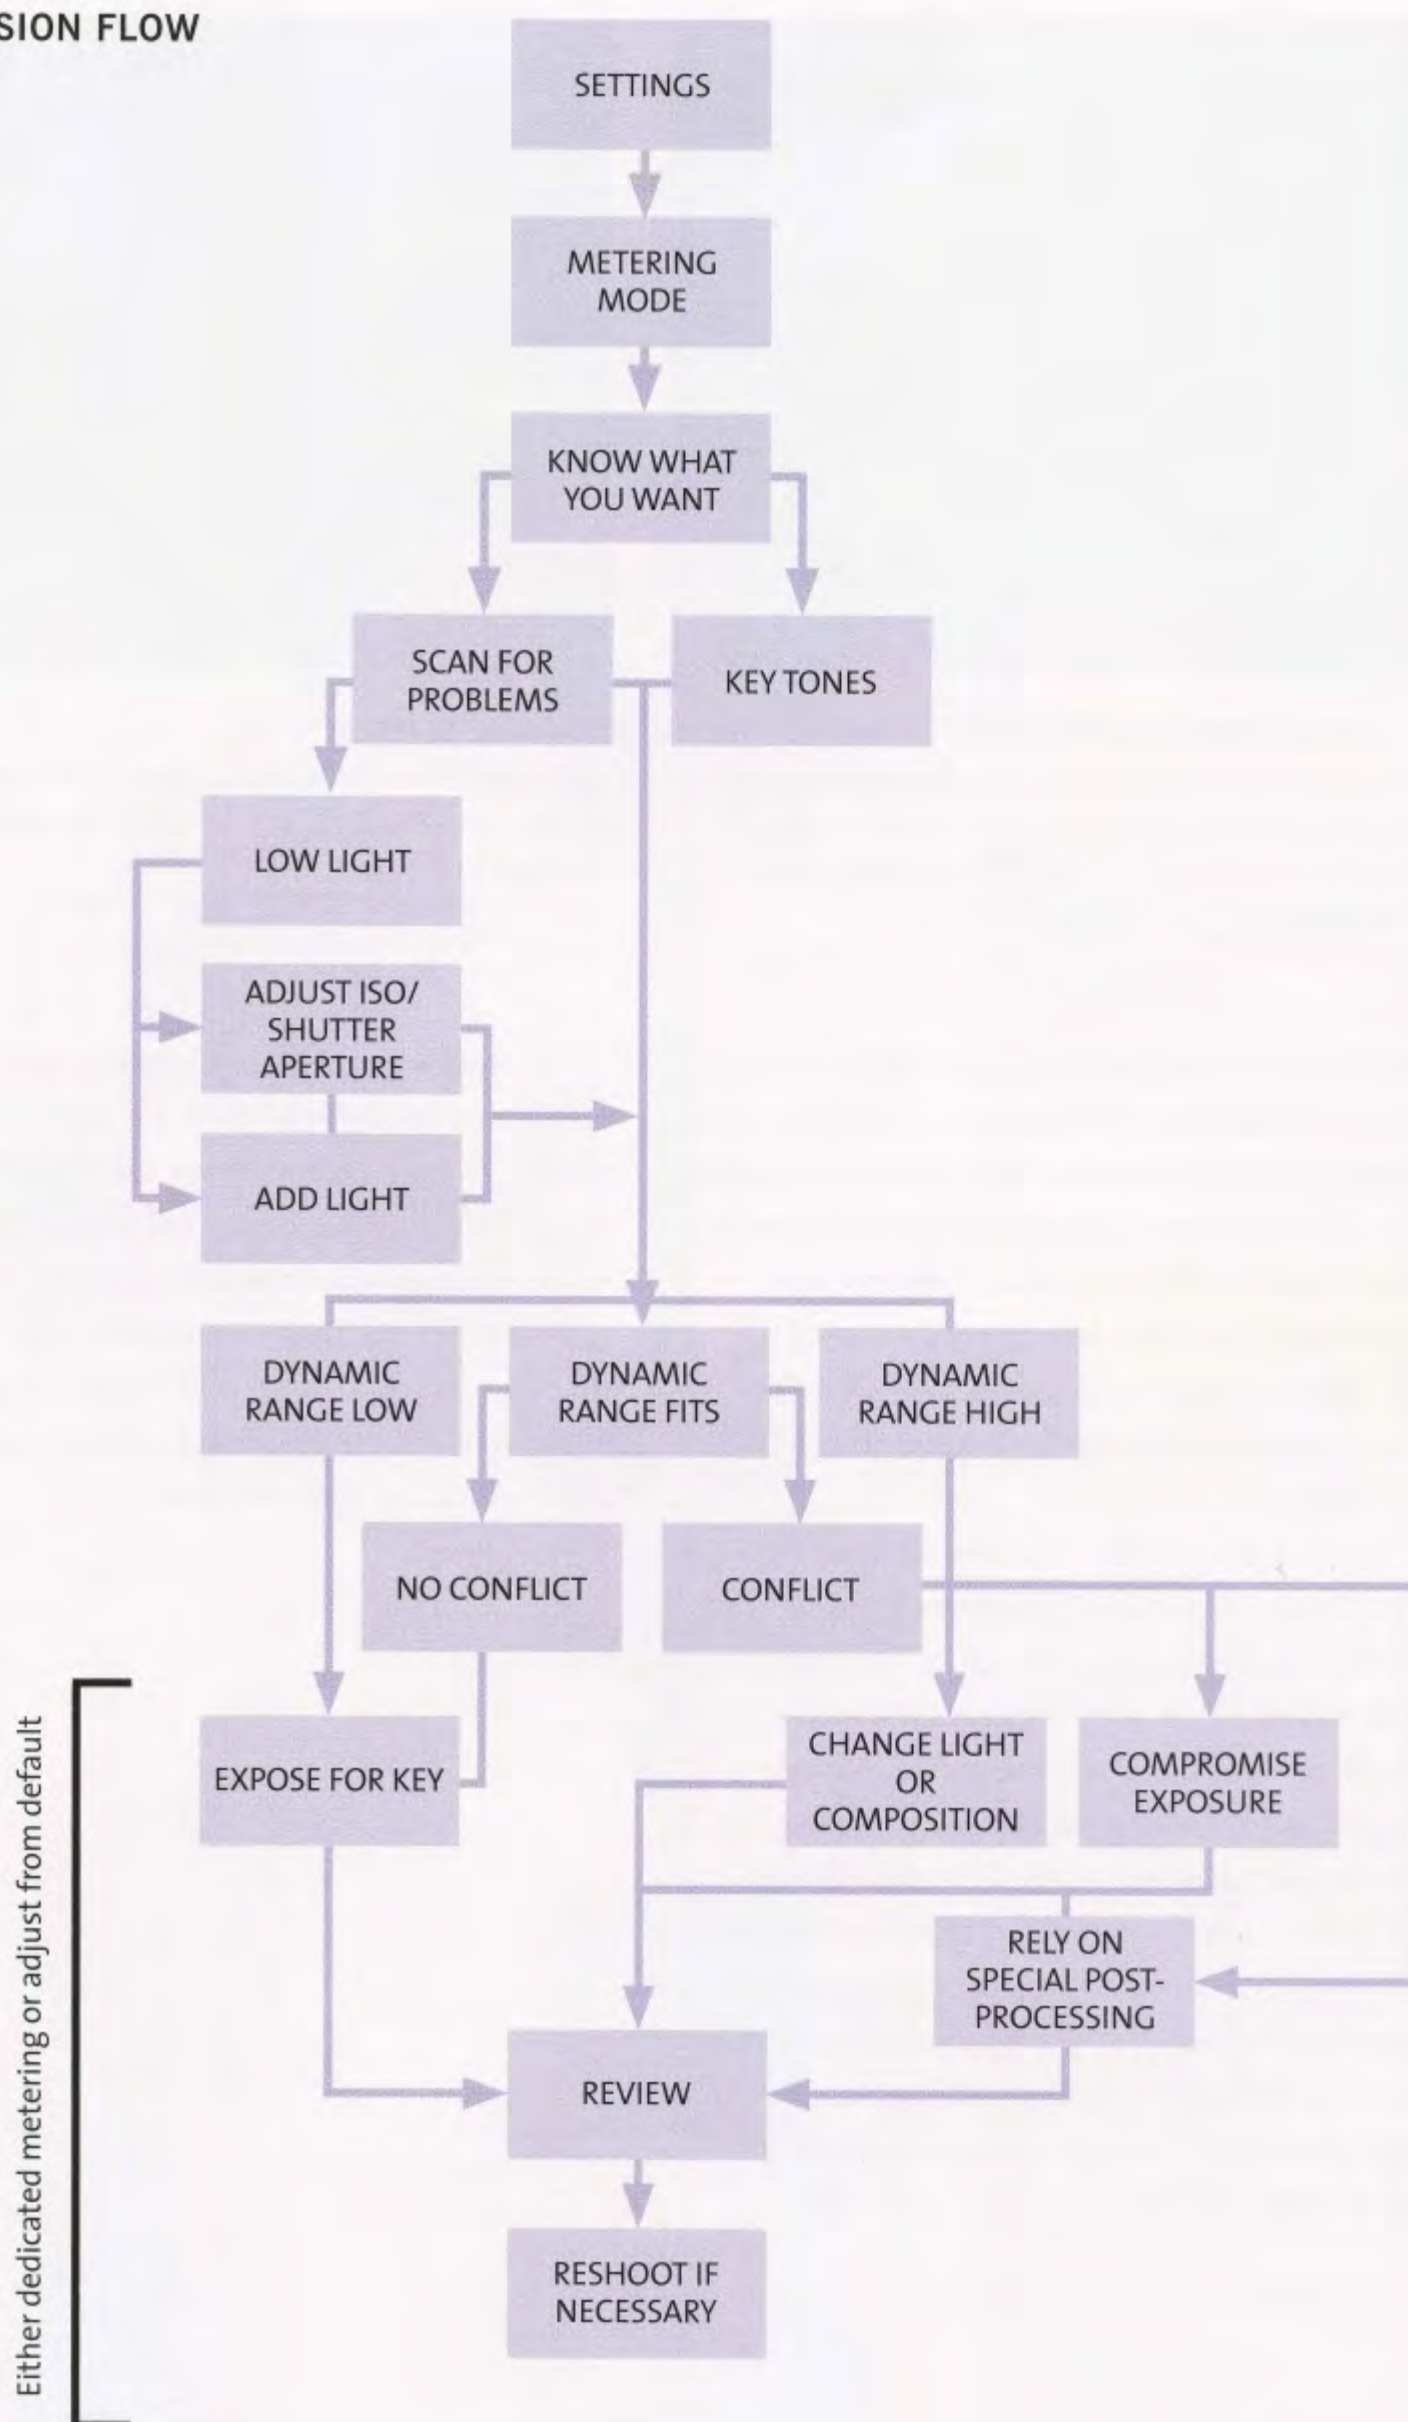 SION FLOW
SETTINGS
METERING
MODE
KNOW WHAT
YOU WANT
SCAN FOR
PROBLEMS
KEY TONES
LOW LIGHT
ADJUST ISO/
SHUTTER
APERTURE
ADD LIGHT
DYNAMIC
RANGE LOW
DYNAMIC
RANGE FITS
DYNAMIC
RANGE HIGH
NO CONFLICT
CONFLICT
EXPOSE FOR KEY
CHANGE LIGHT
OR
COMPOSITION
COMPROMISE
EXPOSURE
RELY ON
SPECIAL POST-
PROCESSING
REVIEW
RESHOOT IF
NECESSARY
Either dedicated metering or adjust from default